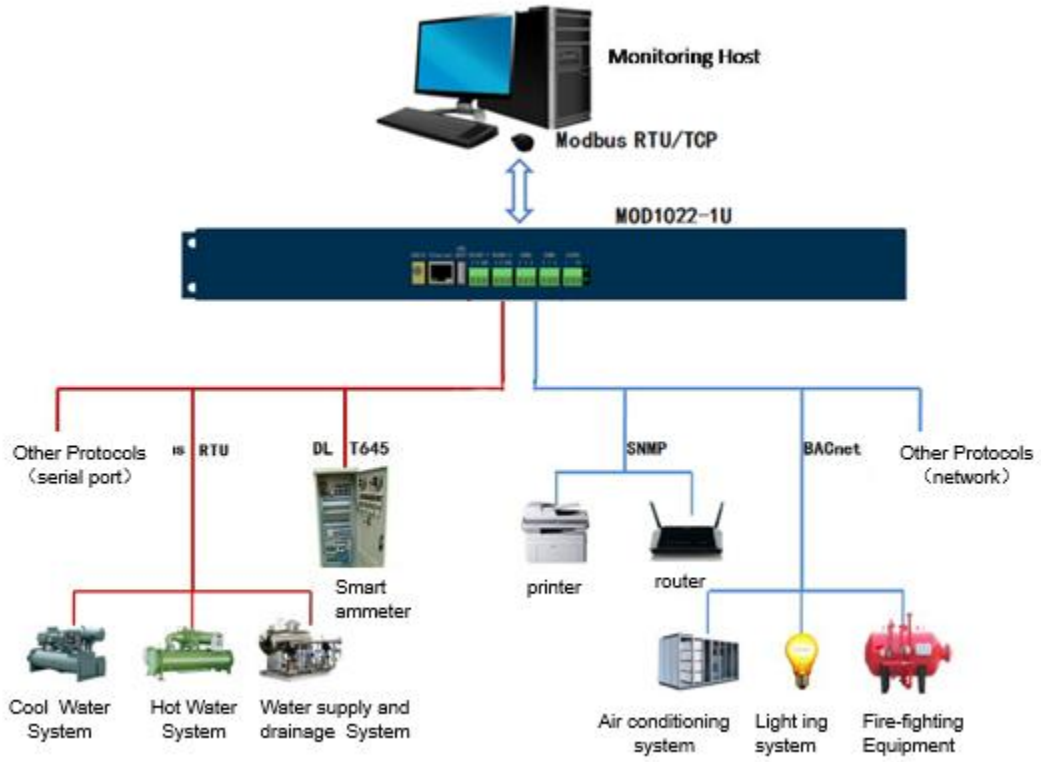 Monitoring Host
Modbus RTU/TCP
MOD1022-1U
Other Protocols
(serial port)
us RTU
DL T645
SNMP
BACnet
Other Protocols
(network)
Smart
ammeter
printer
router
Cool Water
System
Hot Water
System
Water supply and
drainage System
Air conditioning
system
Light ing
system
Fire-fighting
Equipment